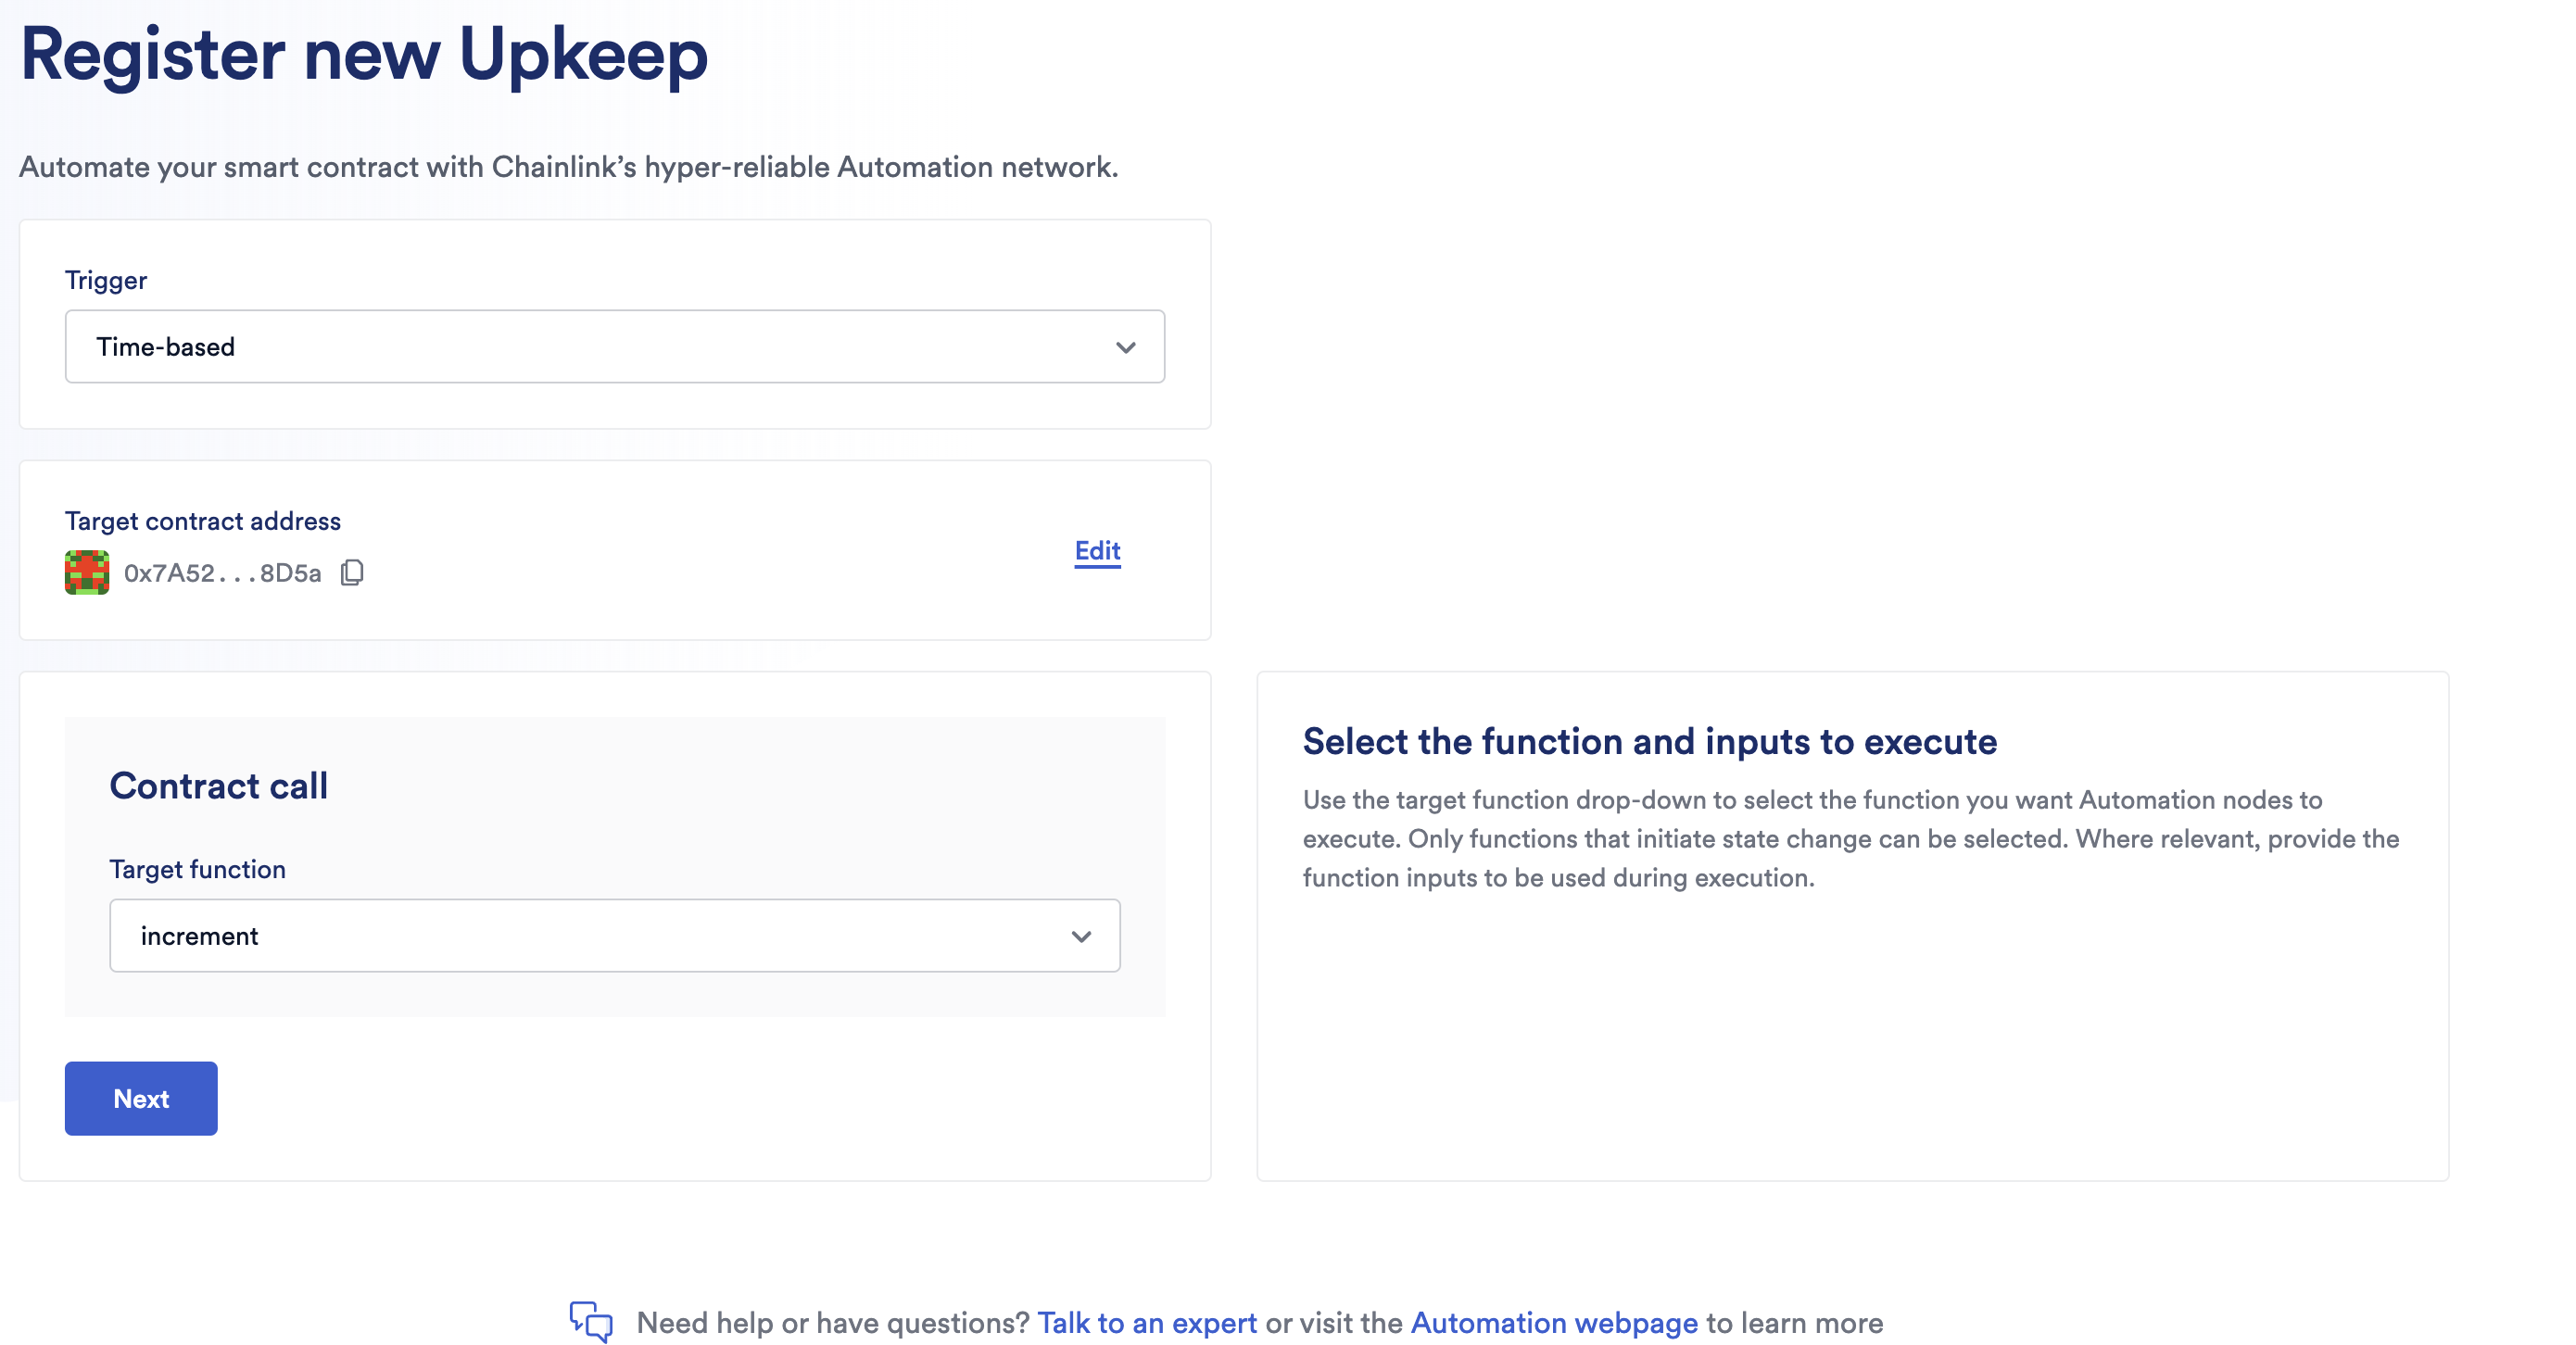 Register new Upkeep
Automate your smart contract with Chainlink’s hyper-reliable Automation network.
Trigger
Time-based
Target contract address
0x7A52...8D5a
Edit
Contract call
Target function
increment
Next
Select the function and inputs to execute
Use the target function drop-down to select the function you want Automation nodes to
execute. Only functions that initiate state change can be selected. Where relevant, provide the
function inputs to be used during execution.
Need help or have questions? Talk to an expert or visit the Automation webpage to learn more